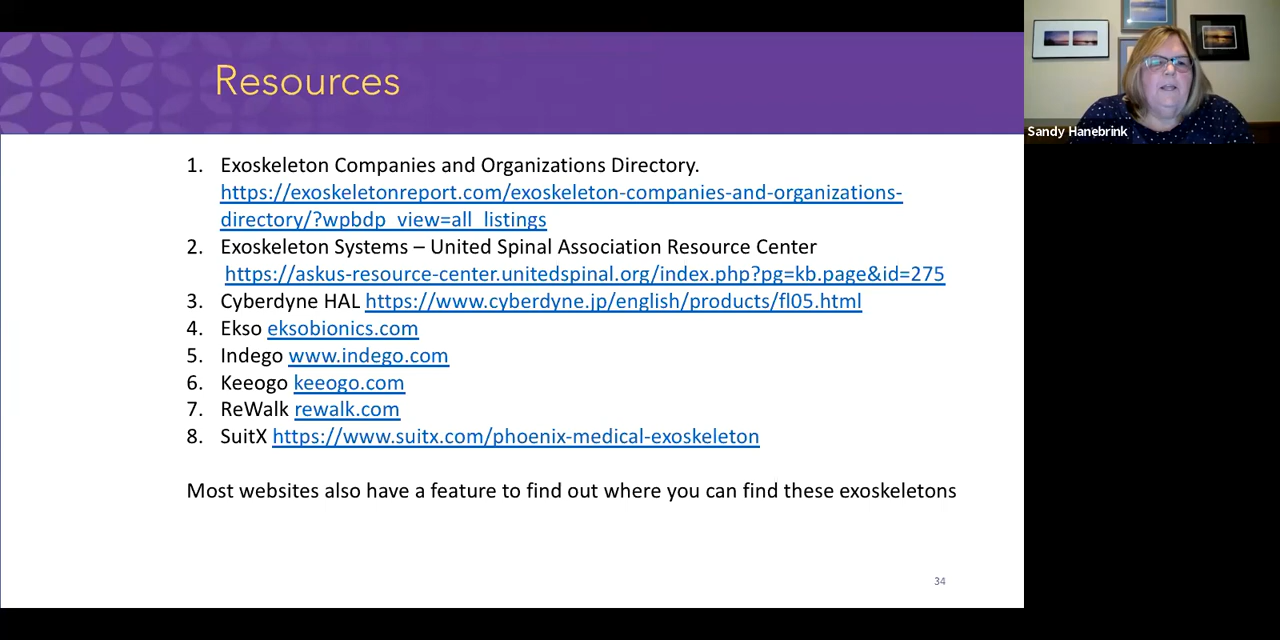 Resources
Sandy Hanebrink
1. Exoskeleton Companies and Organizations Directory.
https://exoskeletonreport.com/exoskeleton-companies-and-organizations-
directory/?wpbdp_view=all_listings
2. Exoskeleton Systems – United Spinal Association Resource Center
https://askus-resource-center.unitedspinal.org/index.php?pg=kb.page&id=275
3. Cyberdyne HAL https://www.cyberdyne.jp/english/products/fl05.html
4. Ekso eksobionics.com
5. Indego www.indego.com
6. Keeogo keeogo.com
7. ReWalk rewalk.com
8. SuitX https://www.suitx.com/phoenix-medical-exoskeleton
Most websites also have a feature to find out where you can find these exoskeletons
34